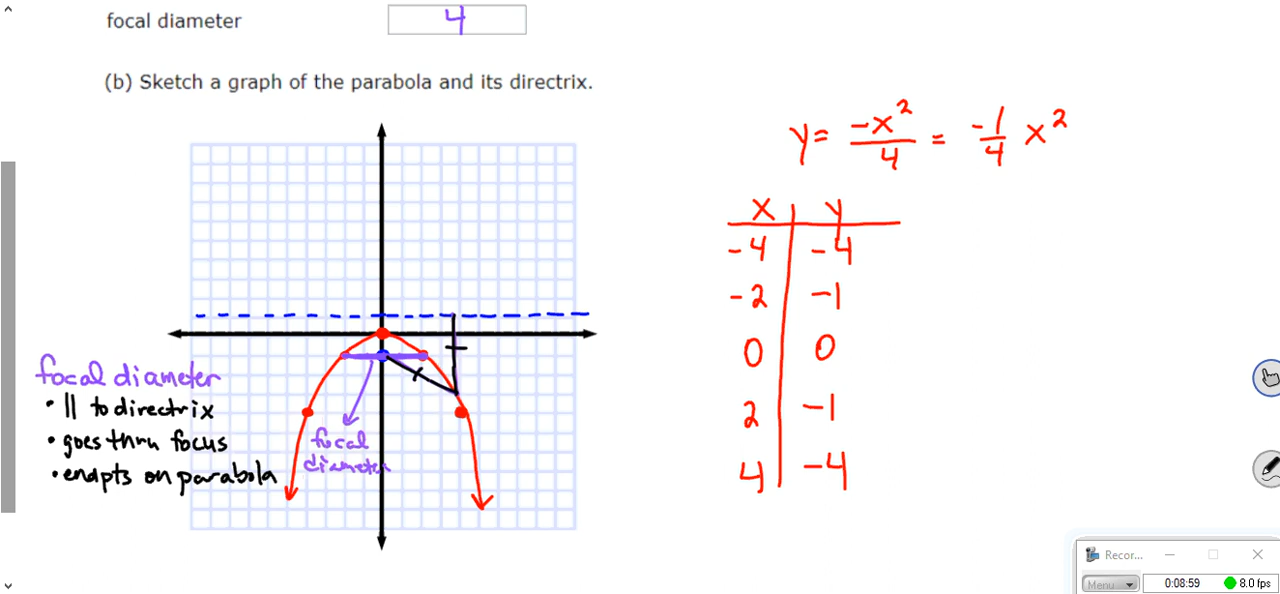 focal diameter
4
(b) Sketch a graph of the parabola and its directrix.
y = -x²/4 = -1/4 x²
x y
-4 -4
-2 -1
0 0
2 -1
4 -4
focal diameter
• || to directrix
• goes thru focus
• endpts on parabola
focal
diameter
Recor...
Menu
0:08:59
8.0 fps